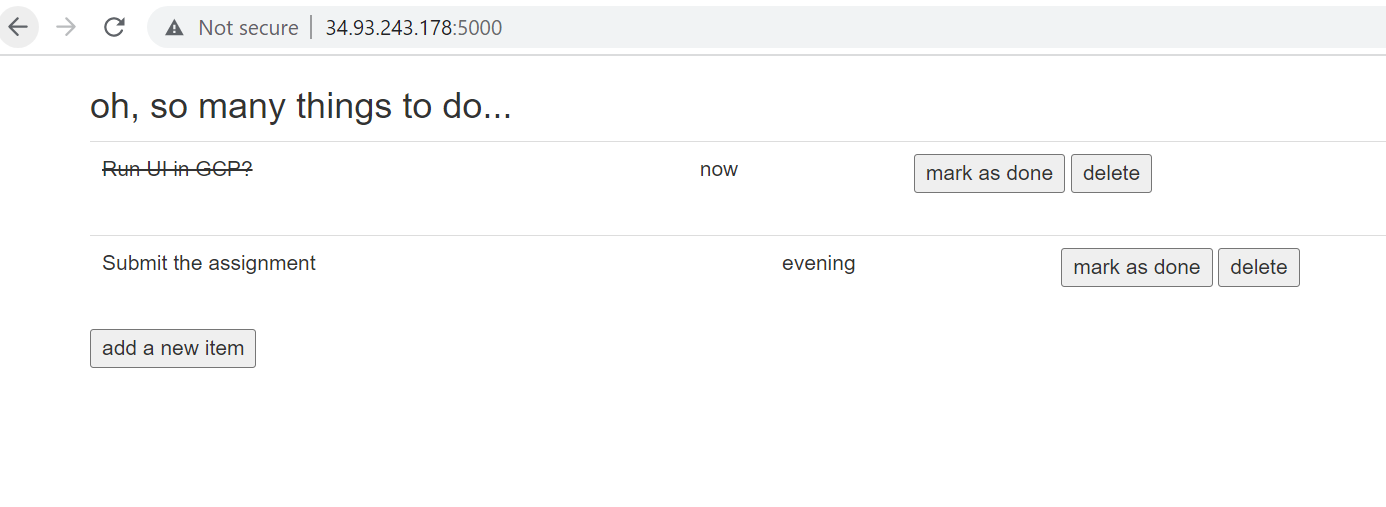 Not secure | 34.93.243.178:5000
oh, so many things to do...
Run UI in GCP? now mark as done delete
Submit the assignment evening mark as done delete
add a new item